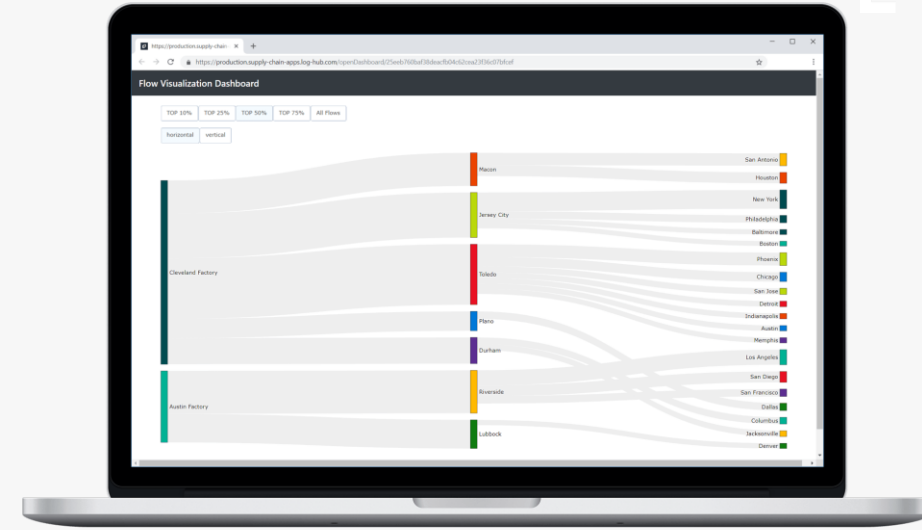 https://production.supply-chain-
https://production.supply-chain-apps.log-hub.com/openDashboard/
Flow Visualization Dashboard
TOP 10% TOP 25% TOP 50% TOP 75% All Flows
horizontal vertical
San Antonio
Macon
Houston
New York
Jersey City
Philadelphia
Baltimore
Boston
Phoenix
Cleveland Factory
Toledo
Chicago
San Jose
Detroit
Indianapolis
Plano
Austin
Memphis
Durham
Los Angeles
San Diego
Riverside
San Francisco
Austin Factory
Dallas
Columbus
Lubbock
Jacksonville
Denver